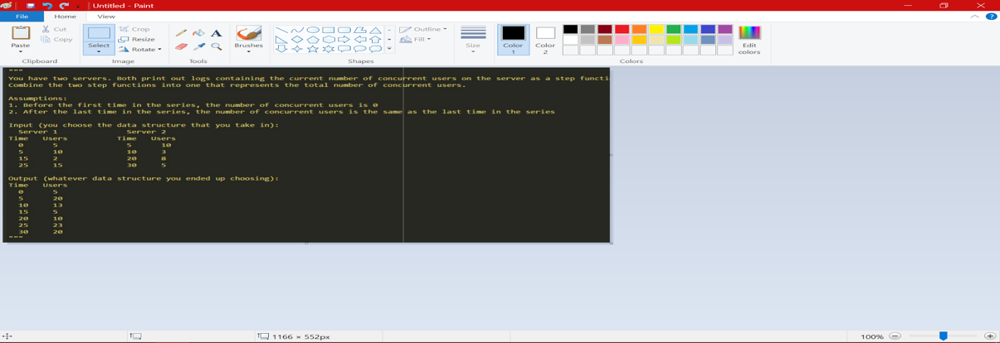 Untitled - Paint
File Home View
Paste
Cut
Copy
Clipboard
Select
Crop
Resize
Rotate
Image
A
Tools
Brushes
Shapes
Outline
Fill
Size
Color 1
Color 2
Edit colors
Colors
"""
You have two servers. Both print out logs containing the current number of concurrent users on the server as a step functi
Combine the two step functions into one that represents the total number of concurrent users.
Assumptions:
1. Before the first time in the series, the number of concurrent users is 0
2. After the last time in the series, the number of concurrent users is the same as the last time in the series
Input (you choose the data structure that you take in):
Server 1 Server 2
Time Users Time Users
0 5 5 10
5 10 10 3
15 2 20 8
25 15 30 5
Output (whatever data structure you ended up choosing):
Time Users
0 5
5 20
10 13
15 5
20 10
25 23
30 20
"""
1166 × 552px
100%